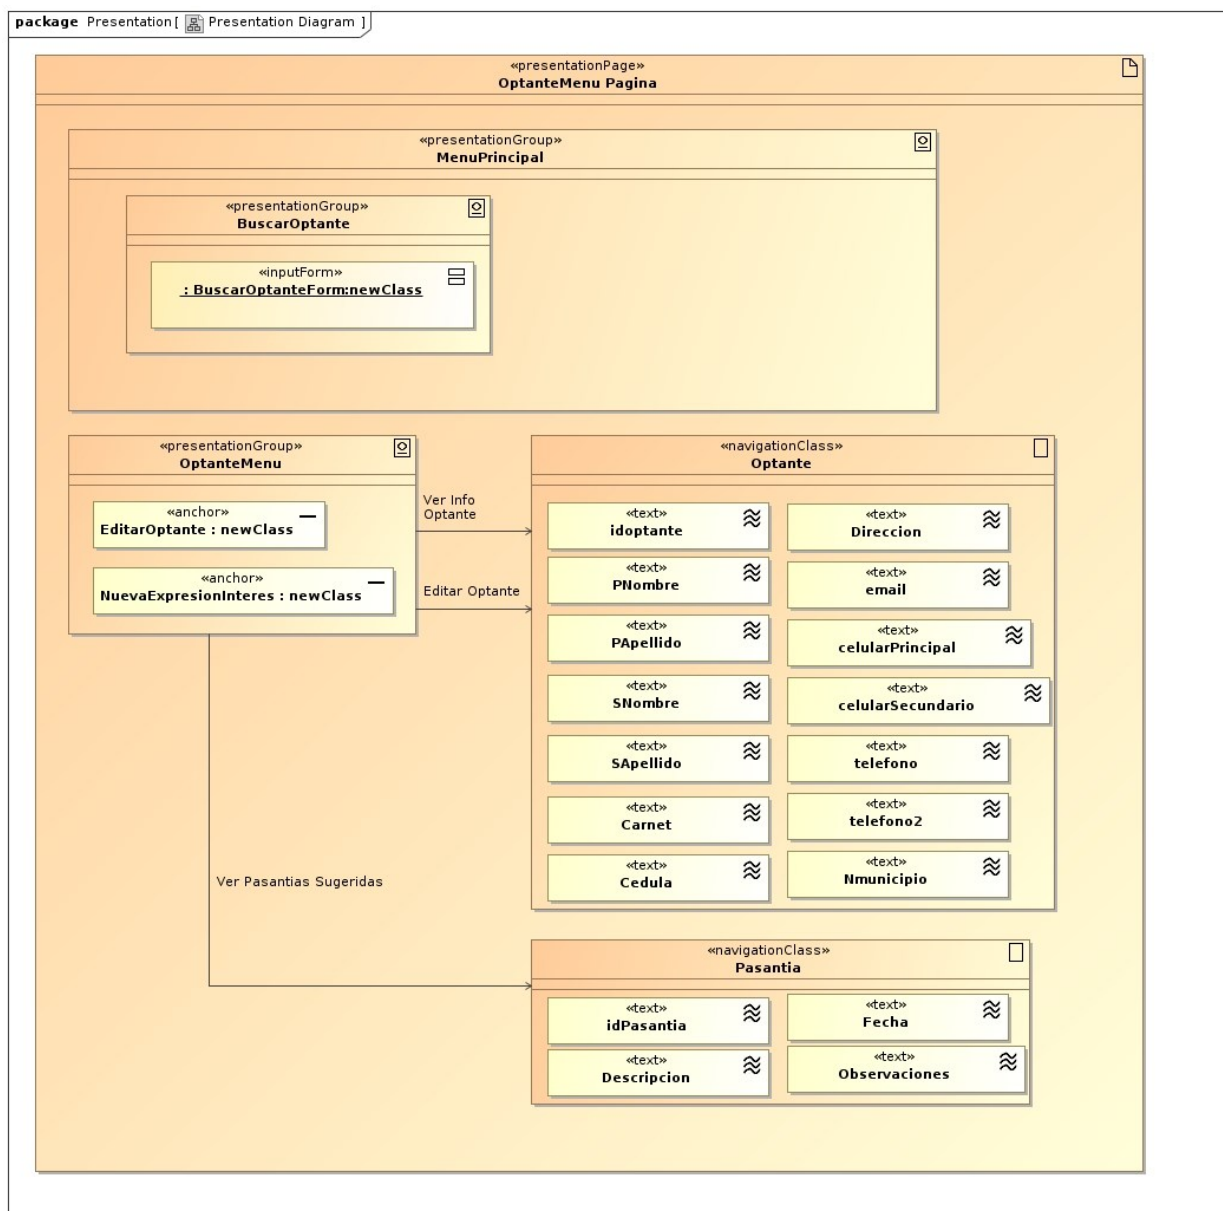 package Presentation [ Presentation Diagram ]
«presentationPage»
OptanteMenu Pagina
«presentationGroup»
MenuPrincipal
«presentationGroup»
BuscarOptante
«inputForm»
: BuscarOptanteForm:newClass
«presentationGroup»
OptanteMenu
«anchor»
EditarOptante : newClass
«anchor»
NuevaExpresionInteres : newClass
Ver Info
Optante
Editar Optante
Ver Pasantias Sugeridas
«navigationClass»
Optante
«text»
idoptante
«text»
PNombre
«text»
PApellido
«text»
SNombre
«text»
SApellido
«text»
Carnet
«text»
Cedula
«text»
Direccion
«text»
email
«text»
celularPrincipal
«text»
celularSecundario
«text»
telefono
«text»
telefono2
«text»
Nmunicipio
«navigationClass»
Pasantia
«text»
idPasantia
«text»
Descripcion
«text»
Fecha
«text»
Observaciones